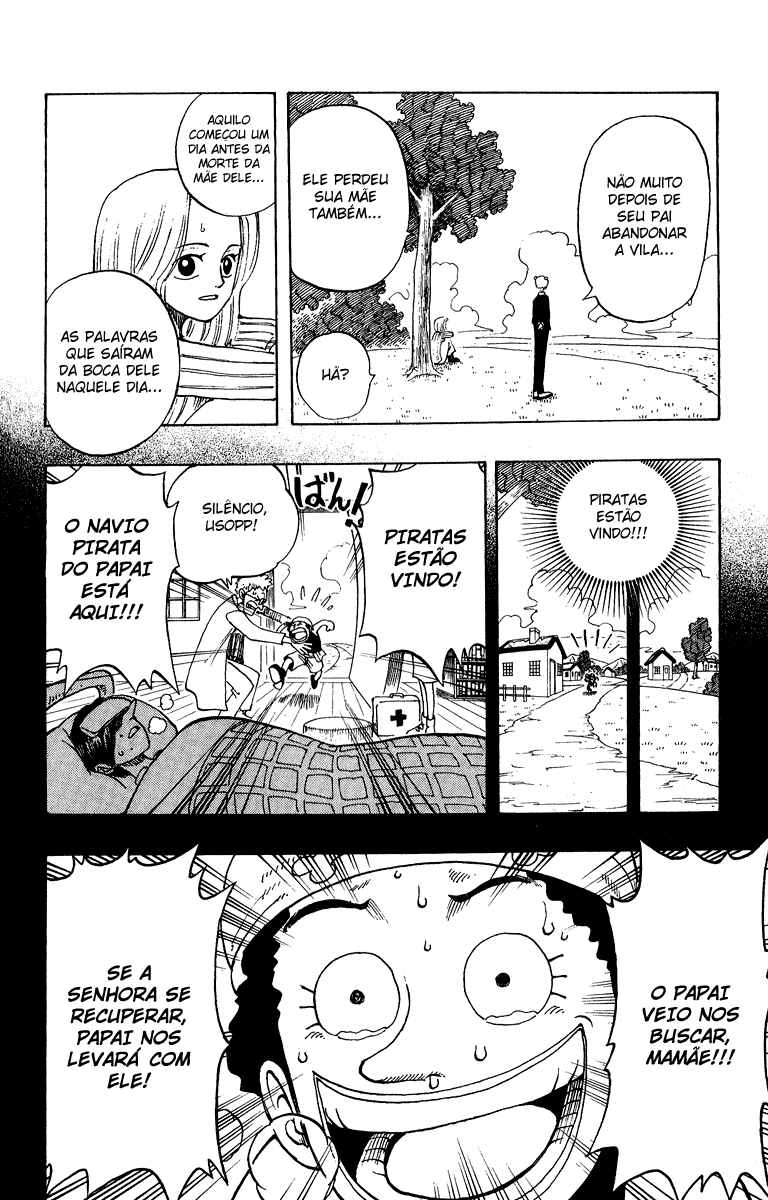 NÃO MUITO
DEPOIS DE
SEU PAI
ABANDONAR
A VILA...
ELE PERDEU
SUA MÃE
TAMBÉM...
HÃ?
AQUILO
COMEÇOU UM
DIA ANTES DA
MORTE DA
MÃE DELE...
AS PALAVRAS
QUE SAÍRAM
DA BOCA DELE
NAQUELE DIA...
PIRATAS
ESTÃO
VINDO!!!
PIRATAS
ESTÃO
VINDO!
ばん!
SILÊNCIO,
USOPP!
O NAVIO
PIRATA
DO PAPAI
ESTÁ
AQUI!!!
O PAPAI
VEIO NOS
BUSCAR,
MAMÃE!!!
SE A
SENHORA SE
RECUPERAR,
PAPAI NOS
LEVARÁ COM
ELE!